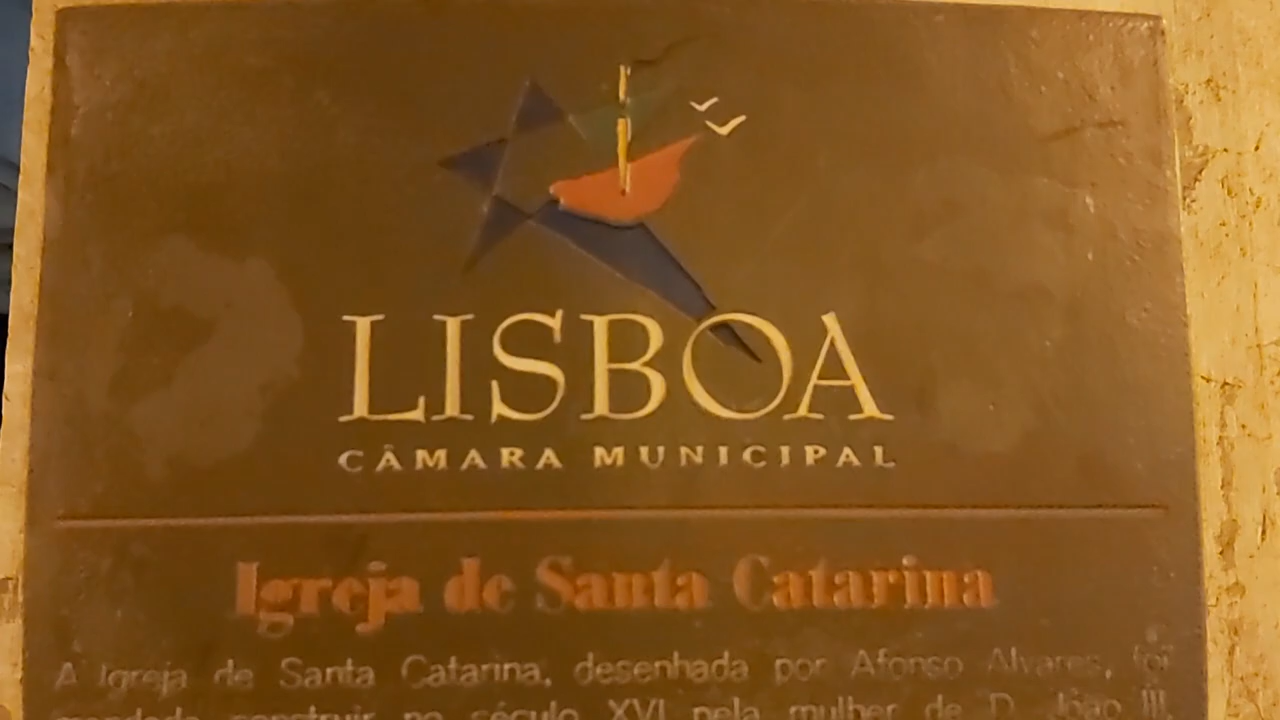 LISBOA
CÂMARA MUNICIPAL
Igreja de Santa Catarina
A Igreja de Santa Catarina, desenhada por Afonso Alvares, foi
mandada construir no século XVI pela mulher de D. João III,